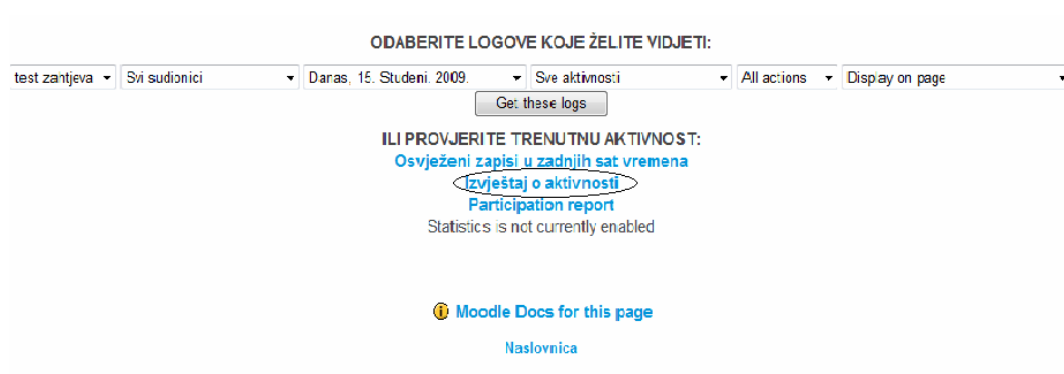 ODABERITE LOGOVE KOJE ŽELITE VIDJETI:
test zahtjeva Svi sudionici Danas, 15. Studeni. 2009. Sve aktivnosti All actions Display on page
Get these logs
ILI PROVJERITE TRENUTNU AKTIVNOST:
Osvježeni zapisi u zadnjih sat vremena
Izvještaj o aktivnosti
Participation report
Statistics is not currently enabled
Moodle Docs for this page
Naslovnica